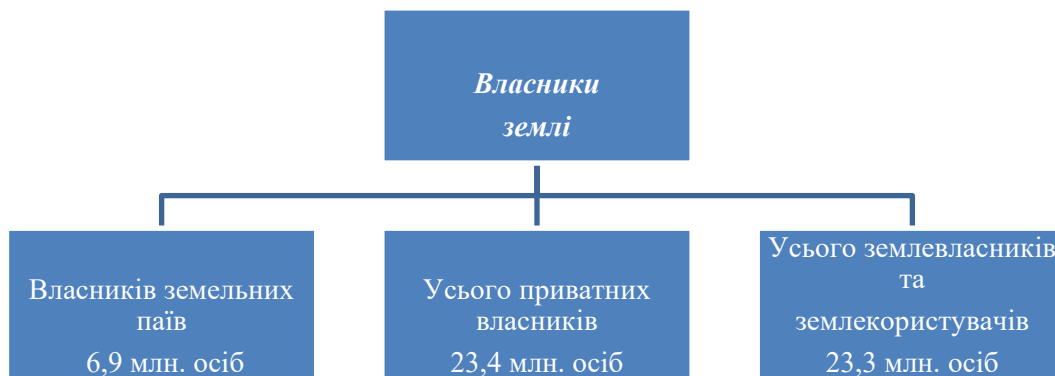 Власники
землі
Власників земельних
паїв
6,9 млн. осіб
Усього приватних
власників
23,4 млн. осіб
Усього землевласників
та
землекористувачів
23,3 млн. осіб